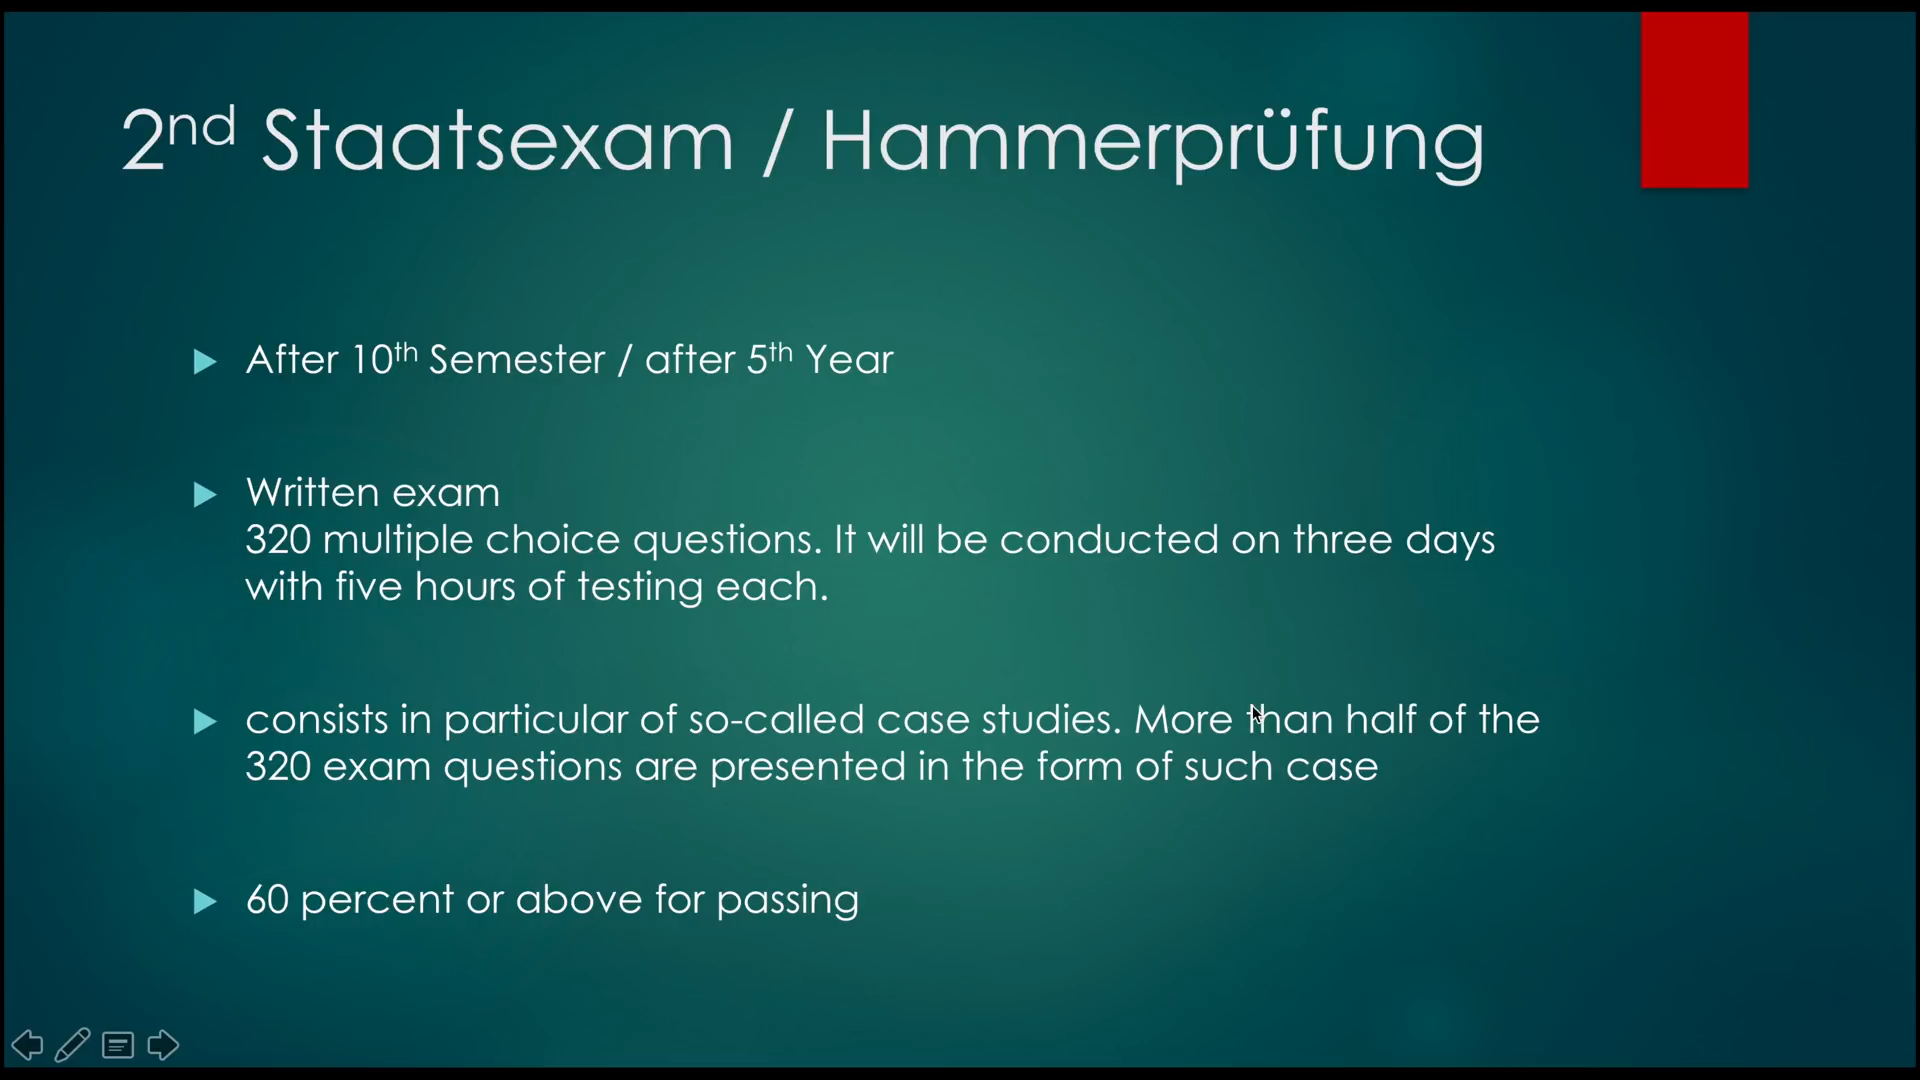 2nd Staatsexam / Hammerprüfung
After 10th Semester / after 5th Year
Written exam
320 multiple choice questions. It will be conducted on three days
with five hours of testing each.
consists in particular of so-called case studies. More than half of the
320 exam questions are presented in the form of such case
60 percent or above for passing